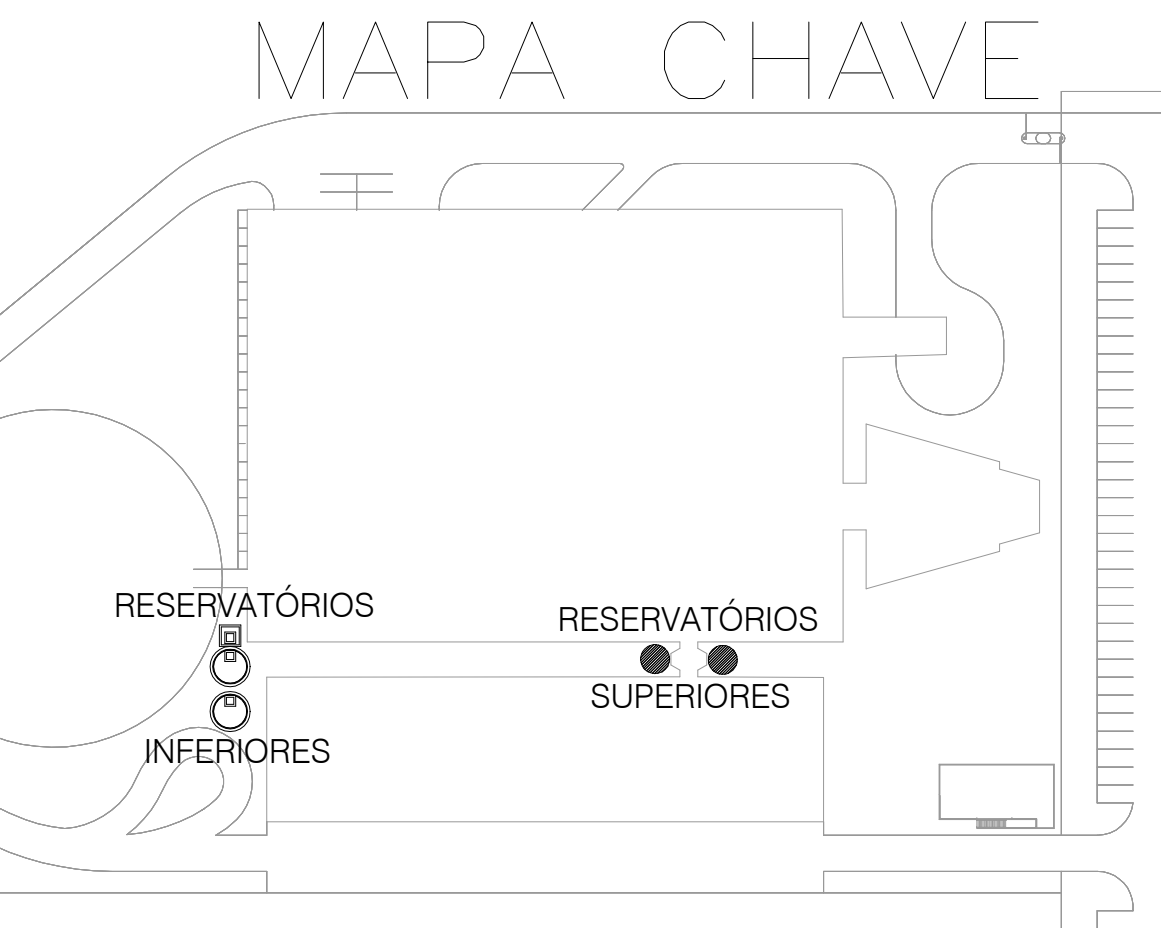 MAPA CHAVE
RESERVATÓRIOS
INFERIORES
RESERVATÓRIOS
SUPERIORES